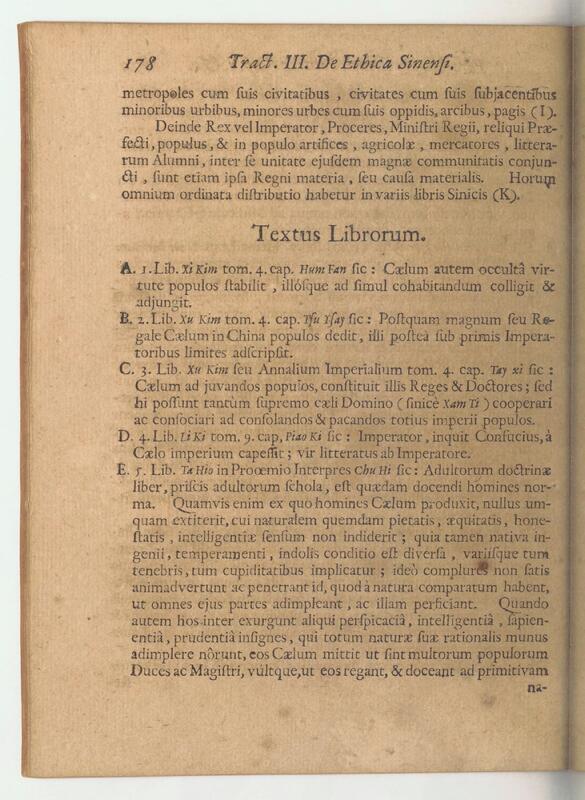 178 Tract. III. De Ethica Sinensi.
metropoles cum suis civitatibus, civitates cum suis subjacentibus
minoribus urbibus, minores urbes cum suis oppidis, arcibus, pagis (I).
Deinde Rex vel Imperator, Proceres, Ministri Regii, reliqui Præ-
fecti, populus, & in populo artifices, agricolæ, mercatores, littera-
rum Alumni, inter se unitate ejusdem magnæ communitatis conjun-
cti, sunt etiam ipsa Regni materia, seu causa materialis. Horum
omnium ordinata distributio habetur in variis libris Sinicis (K).
Textus Librorum.
A. 1. Lib. Xi Kim tom. 4. cap. Hum Fan sic: Cælum autem occultâ vir-
tute populos stabilit, illósque ad simul cohabitandum colligit &
adjungit.
B. 2. Lib. Xu Kim tom. 4. cap. Tsu Tsay sic: Postquam magnum seu Re-
gale Cælum in China populos dedit, illi postea sub primis Impera-
toribus limites adscripsit.
C. 3. Lib. Xu Kim seu Annalium Imperialium tom. 4. cap. Tay xi sic:
Cælum ad juvandos populos, constituit illis Reges & Doctores; sed
hi possunt tantùm supremo cæli Domino (sinicè Xam Ti) cooperari
ac consociari ad consolandos & pacandos totius imperii populos.
D. 4. Lib. Li Ki tom. 9. cap, Piao Ki sic: Imperator, inquit Confucius, à
Cælo imperium capessit; vir litteratus ab Imperatore.
E. 5. Lib. Ta Hio in Proœmio Interpres Chu Hi sic: Adultorum doctrinæ
liber, priscis adultorum schola, est quædam docendi homines nor-
ma. Quamvis enim ex quo homines Cælum produxit, nullus um-
quam extiterit, cui naturalem quemdam pietatis, æquitatis, hone-
statis, intelligentiæ sensum non indiderit; quia tamen nativa in-
genii, temperamenti, indolis conditio est diversa, variisque tum
tenebris, tum cupiditatibus implicatur; ideò complures non satis
animadvertunt ac penetrant id, quod à natura comparatum habent,
ut omnes ejus partes adimpleant, ac illam perficiant. Quando
autem hos inter exurgunt aliqui perspicaciâ, intelligentiâ, sapien-
entiâ, prudentiâ insignes, qui totum naturæ suæ rationalis munus
adimplere nôrunt, eos Cælum mittit ut sint multorum populorum
Duces ac Magistri, vúltque, ut eos regant, & doceant ad primitivam
na-